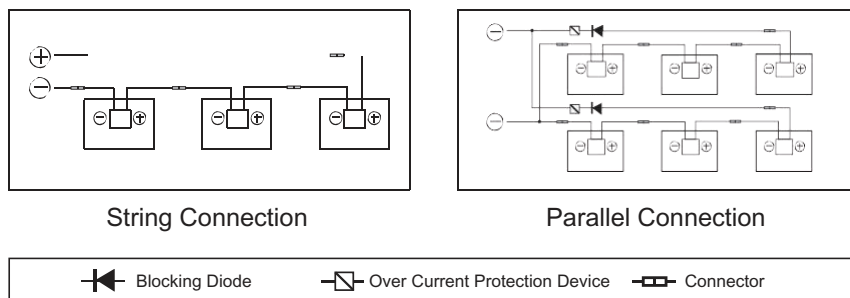 String Connection
Parallel Connection
Blocking Diode
Over Current Protection Device
Connector